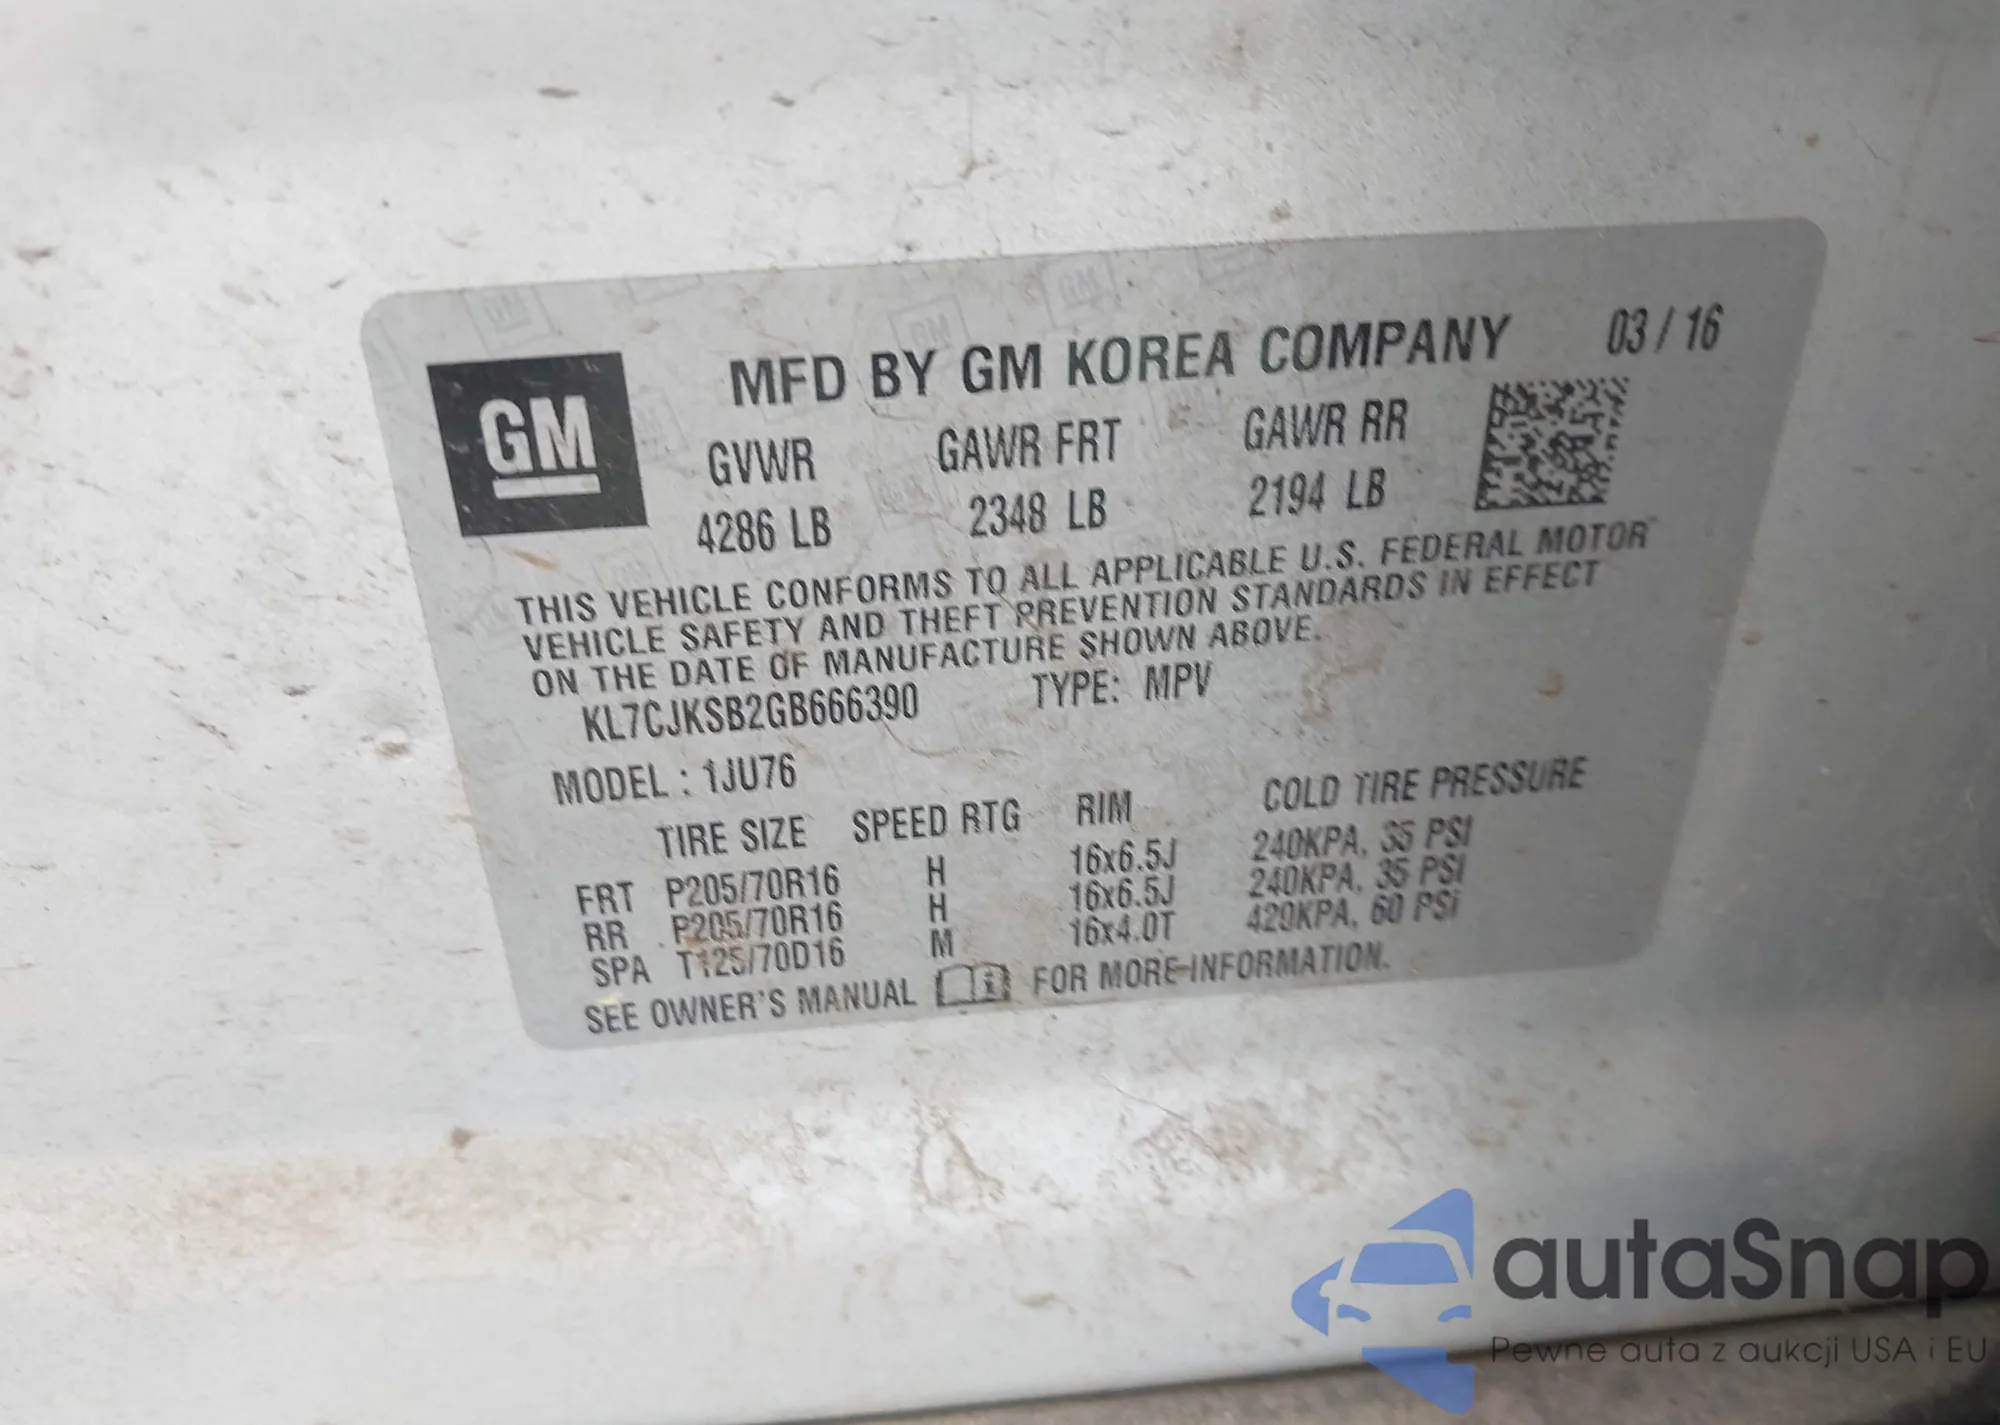 MFD BY GM KOREA COMPANY 03 / 16
GM
GVWR GAWR FRT GAWR RR
4286 LB 2348 LB 2194 LB
THIS VEHICLE CONFORMS TO ALL APPLICABLE U.S. FEDERAL MOTOR
VEHICLE SAFETY AND THEFT PREVENTION STANDARDS IN EFFECT
ON THE DATE OF MANUFACTURE SHOWN ABOVE.
KL7CJKSB2GB666390 TYPE: MPV
MODEL : 1JU76
TIRE SIZE SPEED RTG RIM COLD TIRE PRESSURE
FRT P205/70R16 H 16x6.5J 240KPA, 35 PSI
RR P205/70R16 H 16x6.5J 240KPA, 35 PSI
SPA T125/70D16 M 16x4.0T 420KPA, 60 PSi
SEE OWNER'S MANUAL FOR MORE INFORMATION.
autaSnap
Pewne auta z aukcji USA i EU